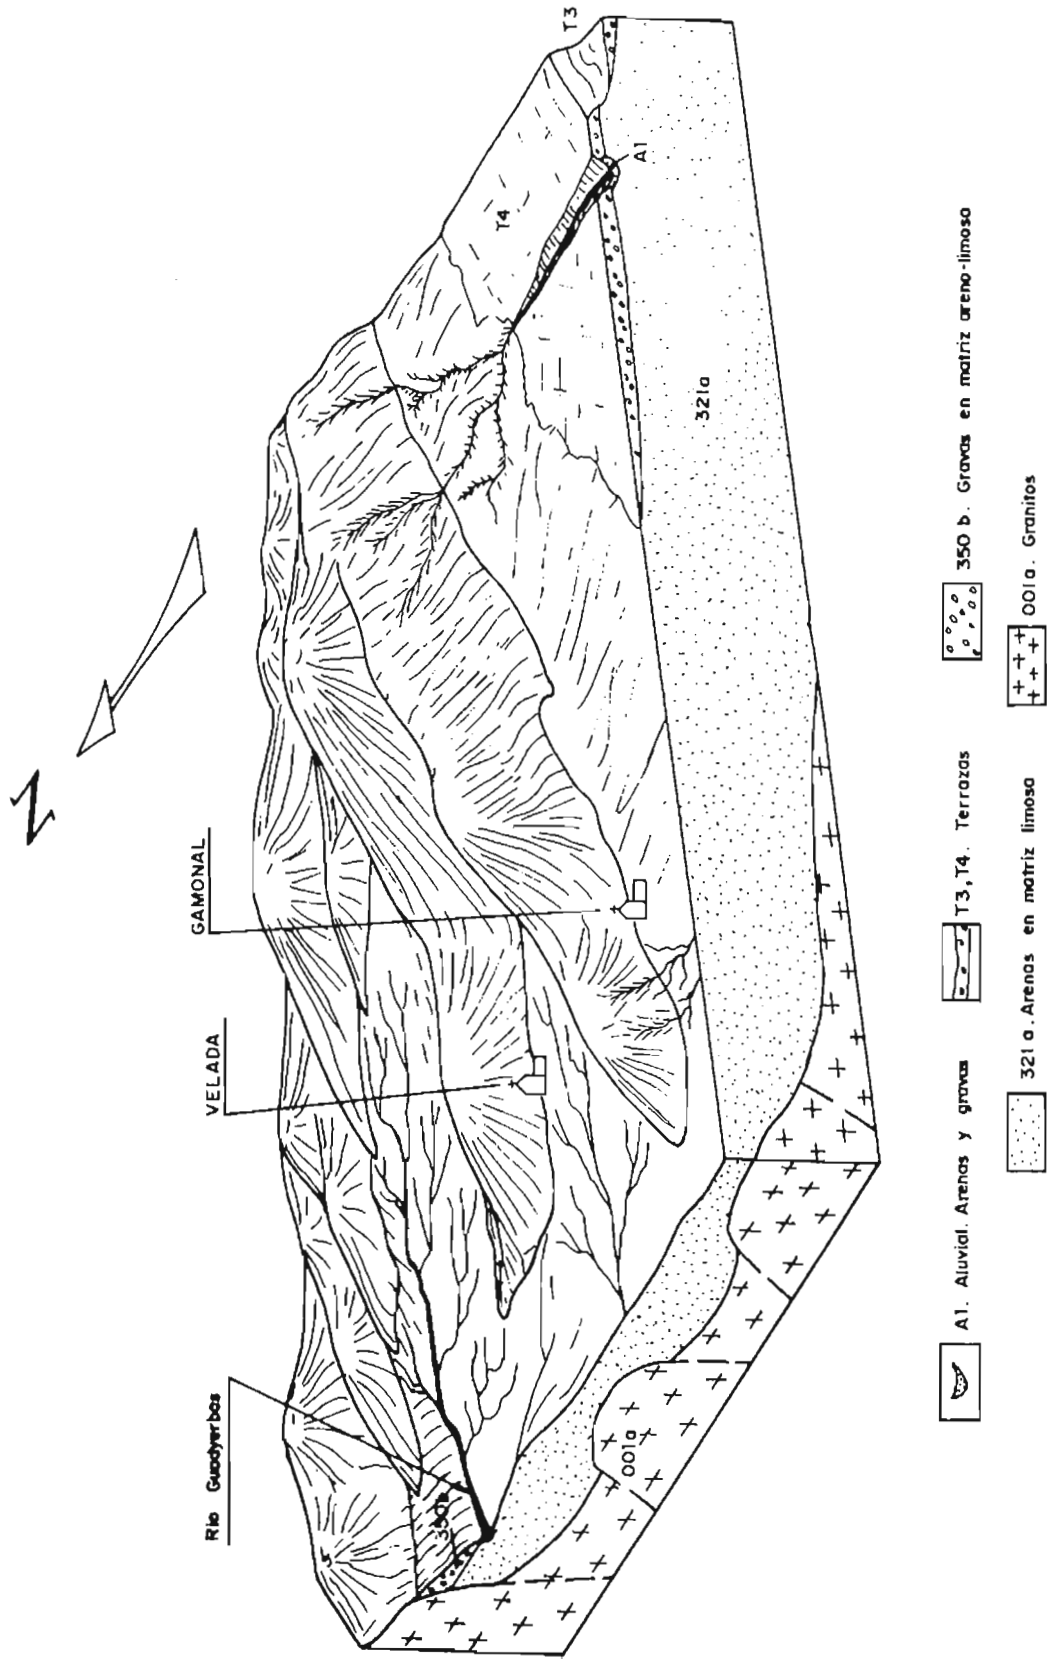 N
Río Guadyerbas
VELADA
GAMONAL
T4
T3
A1
350b
321a
001a
A1. Aluvial. Arenas y gravas
T3, T4. Terrazas
350 b. Gravas en matriz areno-limosa
321 a. Arenas en matriz limosa
001a. Granitos